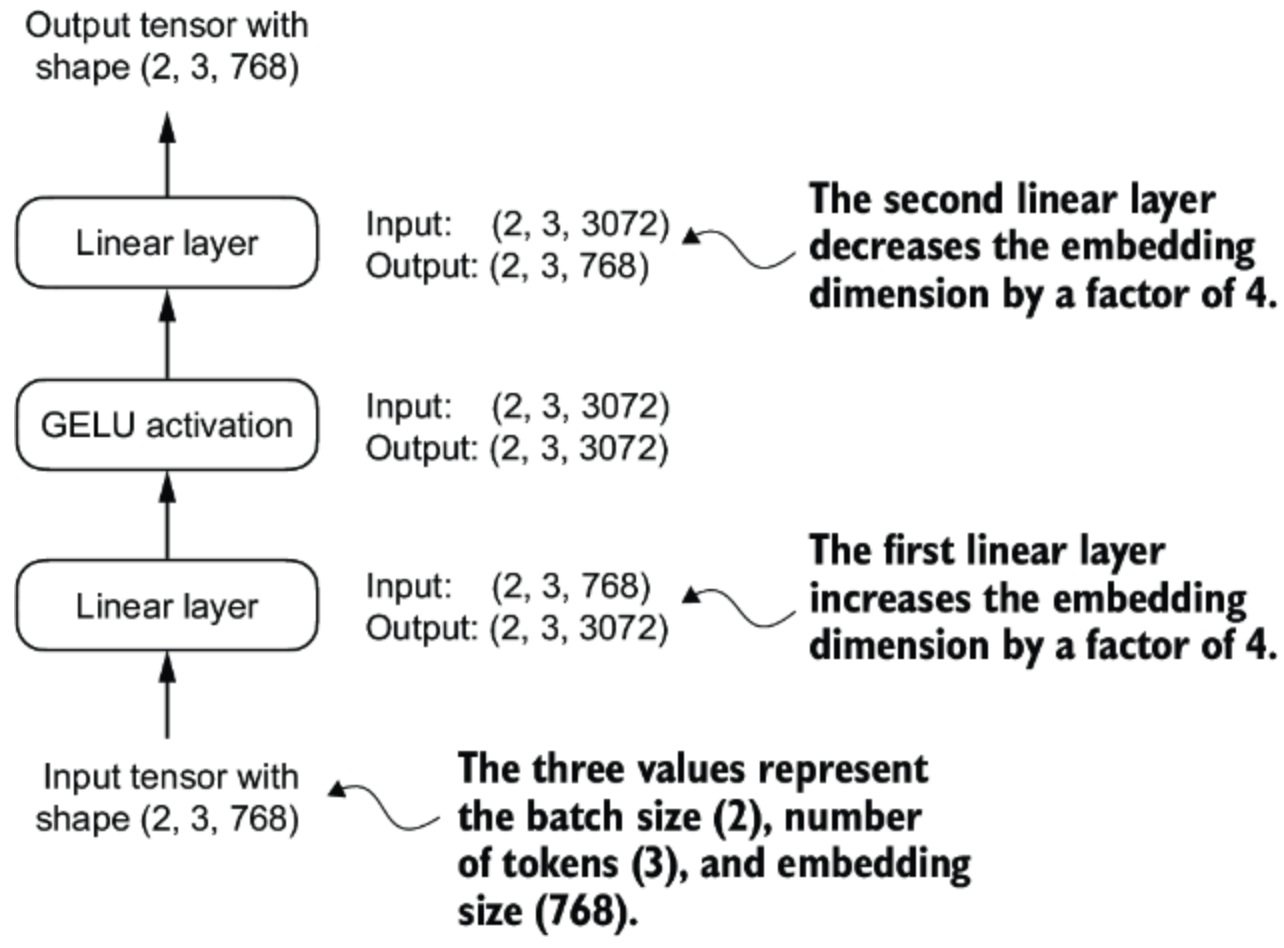 Output tensor with
shape (2, 3, 768)
Linear layer
Input: (2, 3, 3072)
Output: (2, 3, 768)
The second linear layer
decreases the embedding
dimension by a factor of 4.
GELU activation
Input: (2, 3, 3072)
Output: (2, 3, 3072)
Linear layer
Input: (2, 3, 768)
Output: (2, 3, 3072)
The first linear layer
increases the embedding
dimension by a factor of 4.
Input tensor with
shape (2, 3, 768)
The three values represent
the batch size (2), number
of tokens (3), and embedding
size (768).